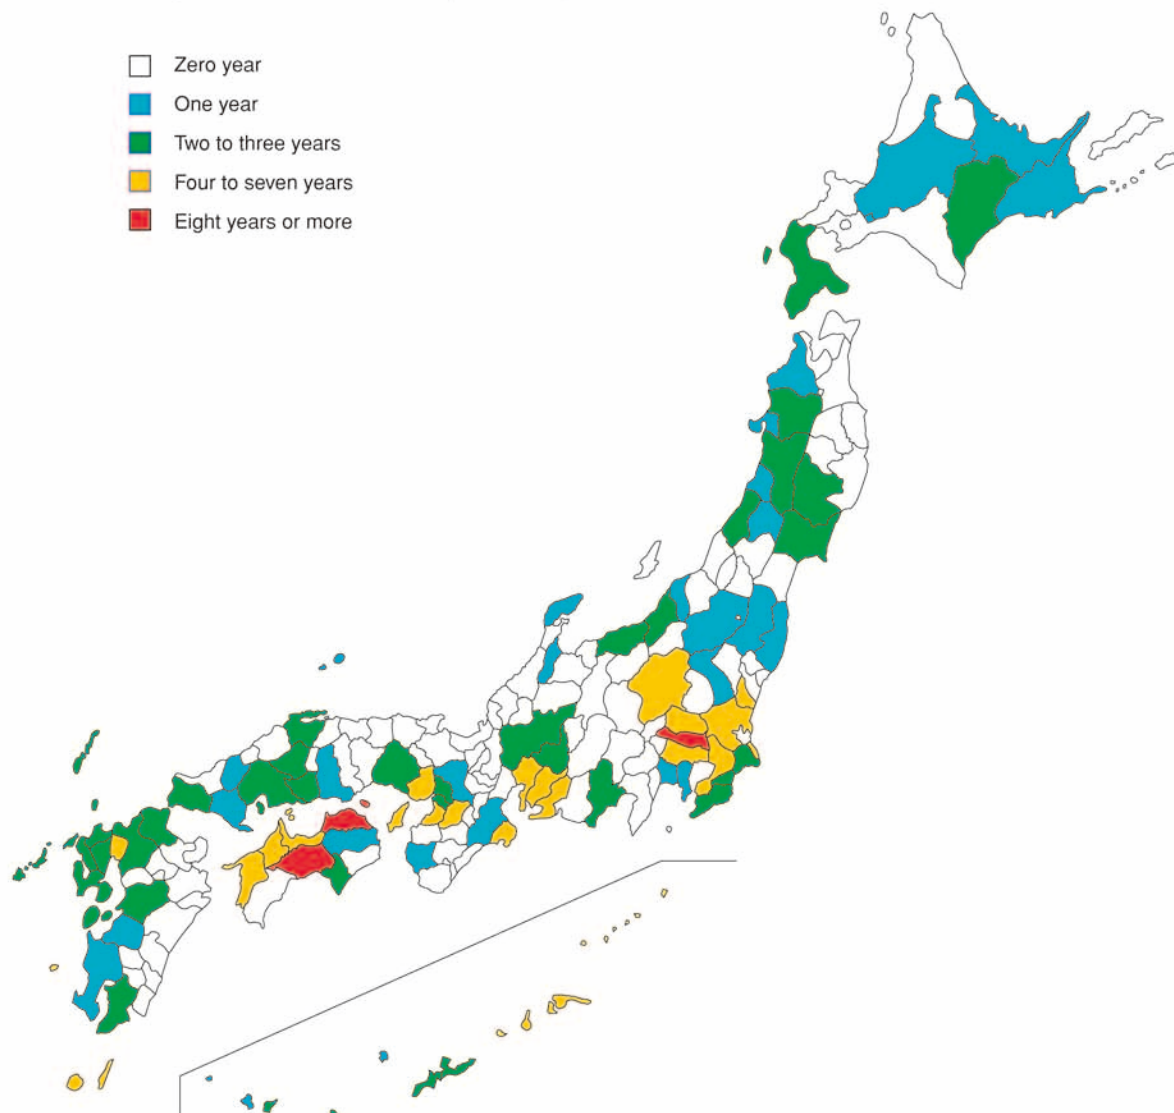 Zero year
One year
Two to three years
Four to seven years
Eight years or more